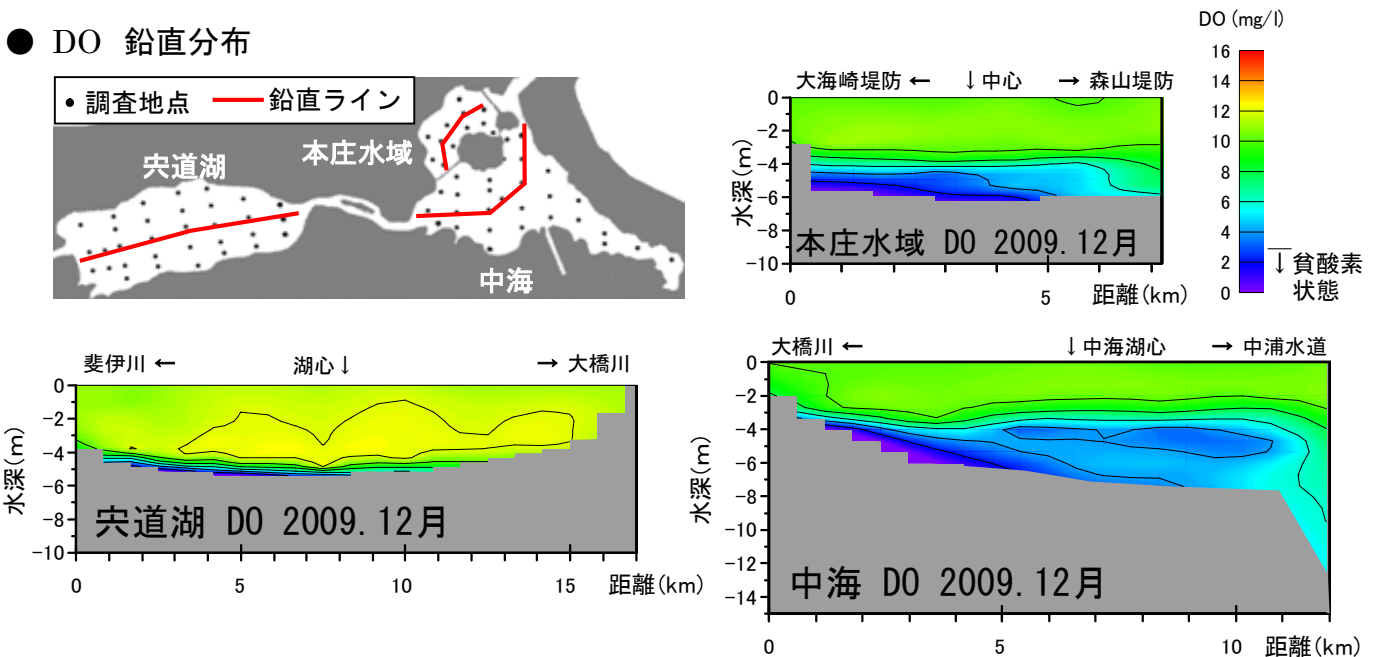 ● DO 鉛直分布
• 調査地点 ― 鉛直ライン
宍道湖
本庄水域
中海
DO (mg/l)
16
14
12
10
8
6
4
2
0
↓貧酸素
状態
大海崎堤防 ← ↓中心 → 森山堤防
水深(m)
0
-2
-4
-6
-8
-10
本庄水域 DO 2009.12月
0 5 距離(km)
斐伊川 ← 湖心↓ → 大橋川
水深(m)
0
-2
-4
-6
-8
-10
宍道湖 DO 2009.12月
0 5 10 15 距離(km)
大橋川 ← ↓中海湖心 → 中浦水道
水深(m)
0
-2
-4
-6
-8
-10
-12
-14
中海 DO 2009.12月
0 5 10 距離(km)